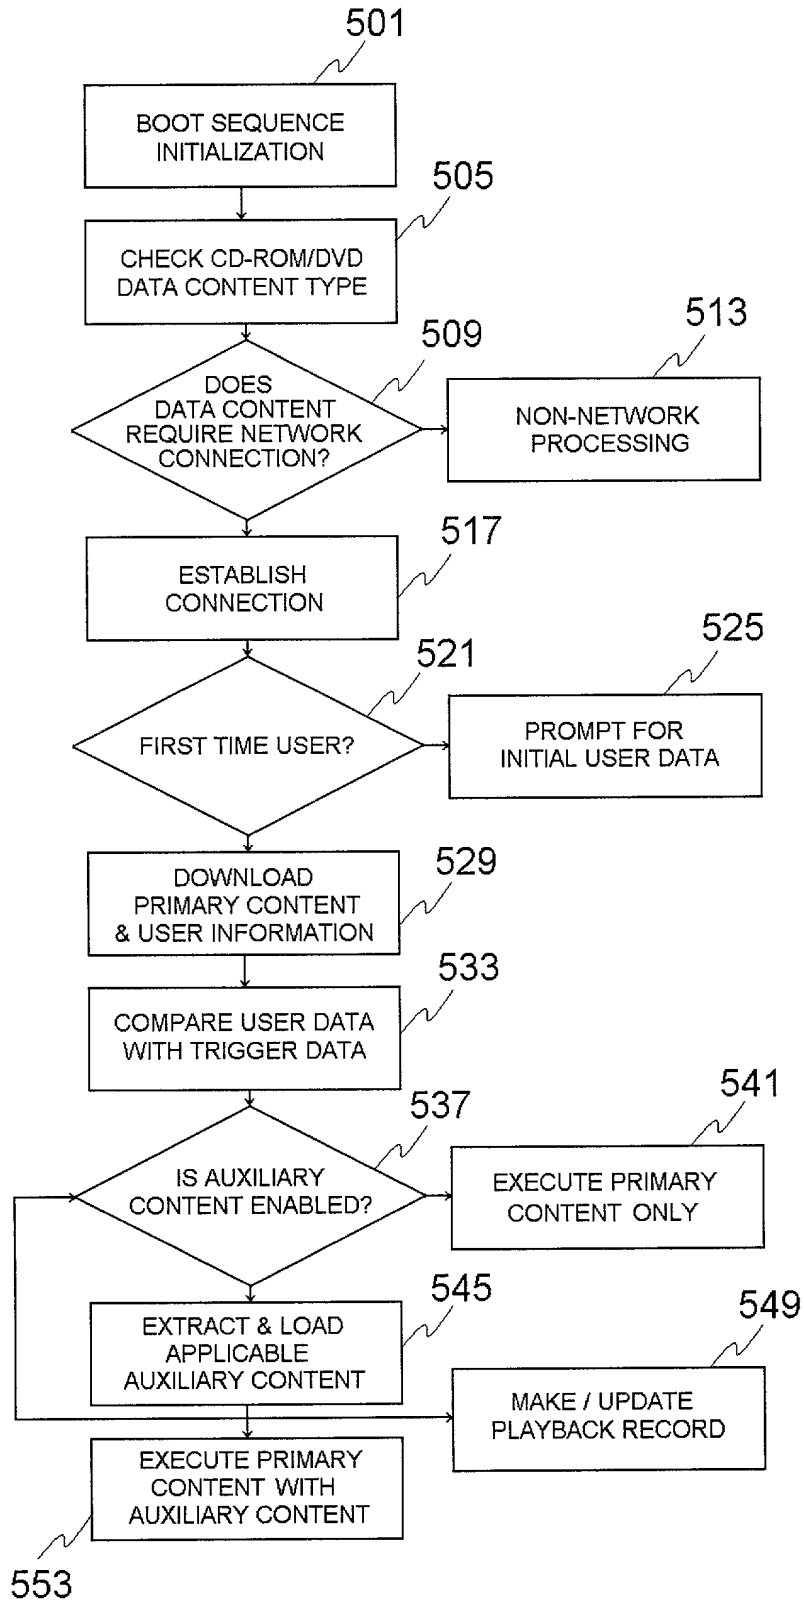 501
BOOT SEQUENCE
INITIALIZATION
505
CHECK CD-ROM/DVD
DATA CONTENT TYPE
509
DOES
DATA CONTENT
REQUIRE NETWORK
CONNECTION?
513
NON-NETWORK
PROCESSING
517
ESTABLISH
CONNECTION
521
FIRST TIME USER?
525
PROMPT FOR
INITIAL USER DATA
529
DOWNLOAD
PRIMARY CONTENT
& USER INFORMATION
533
COMPARE USER DATA
WITH TRIGGER DATA
537
IS AUXILIARY
CONTENT ENABLED?
541
EXECUTE PRIMARY
CONTENT ONLY
545
EXTRACT & LOAD
APPLICABLE
AUXILIARY CONTENT
549
MAKE / UPDATE
PLAYBACK RECORD
EXECUTE PRIMARY
CONTENT WITH
AUXILIARY CONTENT
553